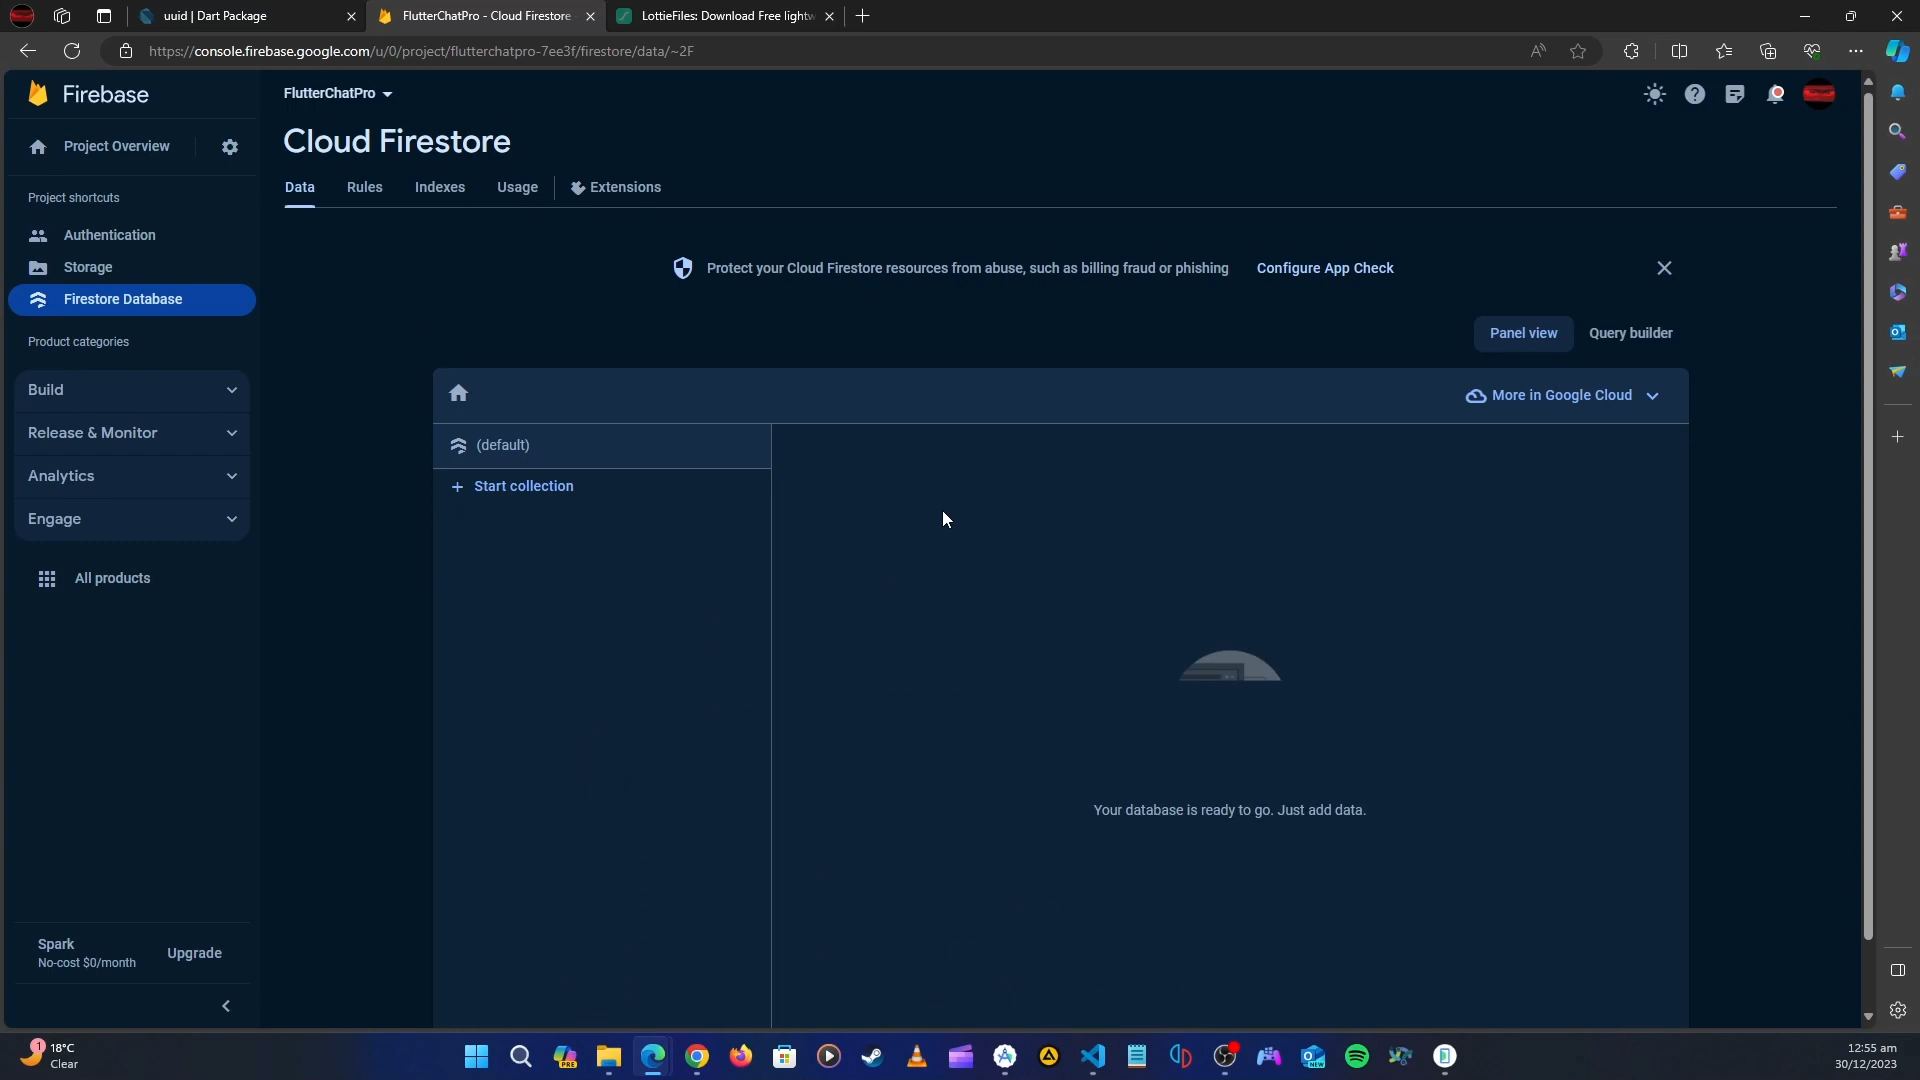 uuid | Dart Package
FlutterChatPro - Cloud Firestore
LottieFiles: Download Free lightw
https://console.firebase.google.com/u/0/project/flutterchatpro-7ee3f/firestore/data/~2F
Firebase
FlutterChatPro
Project Overview
Cloud Firestore
Data
Rules
Indexes
Usage
Extensions
Project shortcuts
Authentication
Storage
Firestore Database
Protect your Cloud Firestore resources from abuse, such as billing fraud or phishing
Configure App Check
Panel view
Query builder
Product categories
Build
Release & Monitor
Analytics
Engage
All products
More in Google Cloud
(default)
Start collection
Your database is ready to go. Just add data.
Spark
No-cost $0/month
Upgrade
1
18°C
Clear
PRE
NEW
12:55 am
30/12/2023